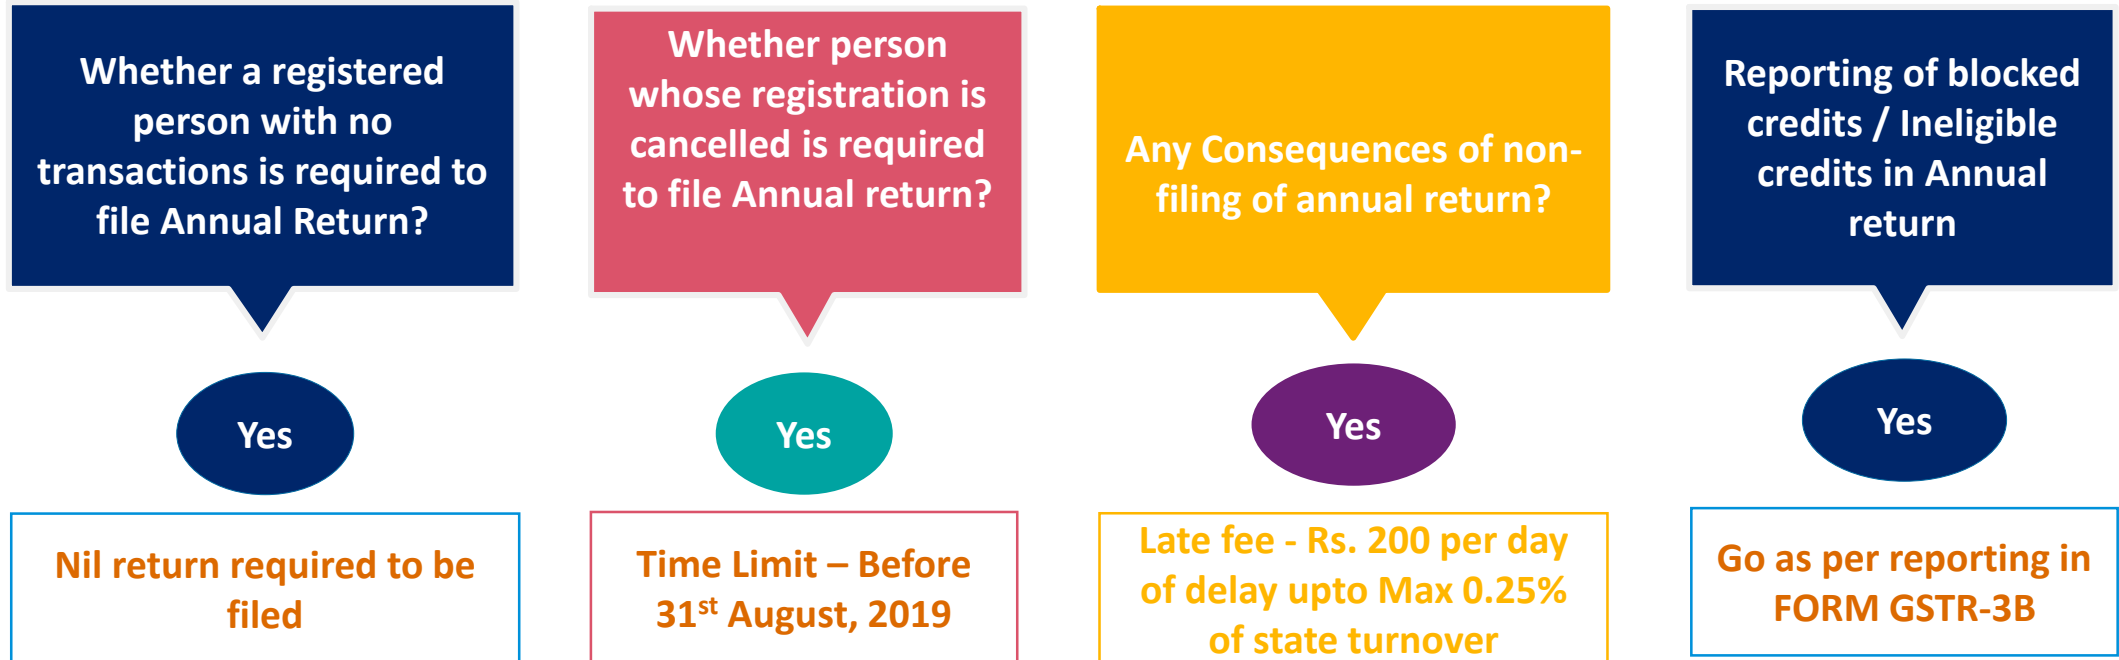 Whether a registered
person with no
transactions is required to
file Annual Return?
Yes
Nil return required to be
filed
Whether person
whose registration is
cancelled is required
to file Annual return?
Yes
Time Limit – Before
31st August, 2019
Any Consequences of non-
filing of annual return?
Yes
Late fee - Rs. 200 per day
of delay upto Max 0.25%
of state turnover
Reporting of blocked
credits / Ineligible
credits in Annual
return
Yes
Go as per reporting in
FORM GSTR-3B